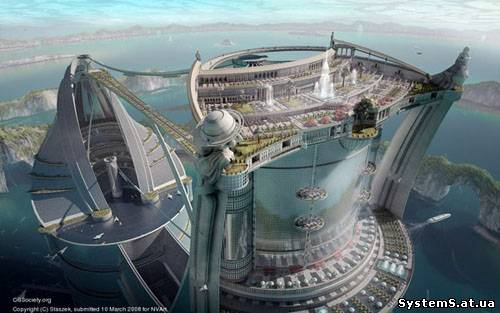 CGSociety.org
Copyright (C) Staszek, submitted 10 March 2008 for NVArt.
SystemS.at.ua